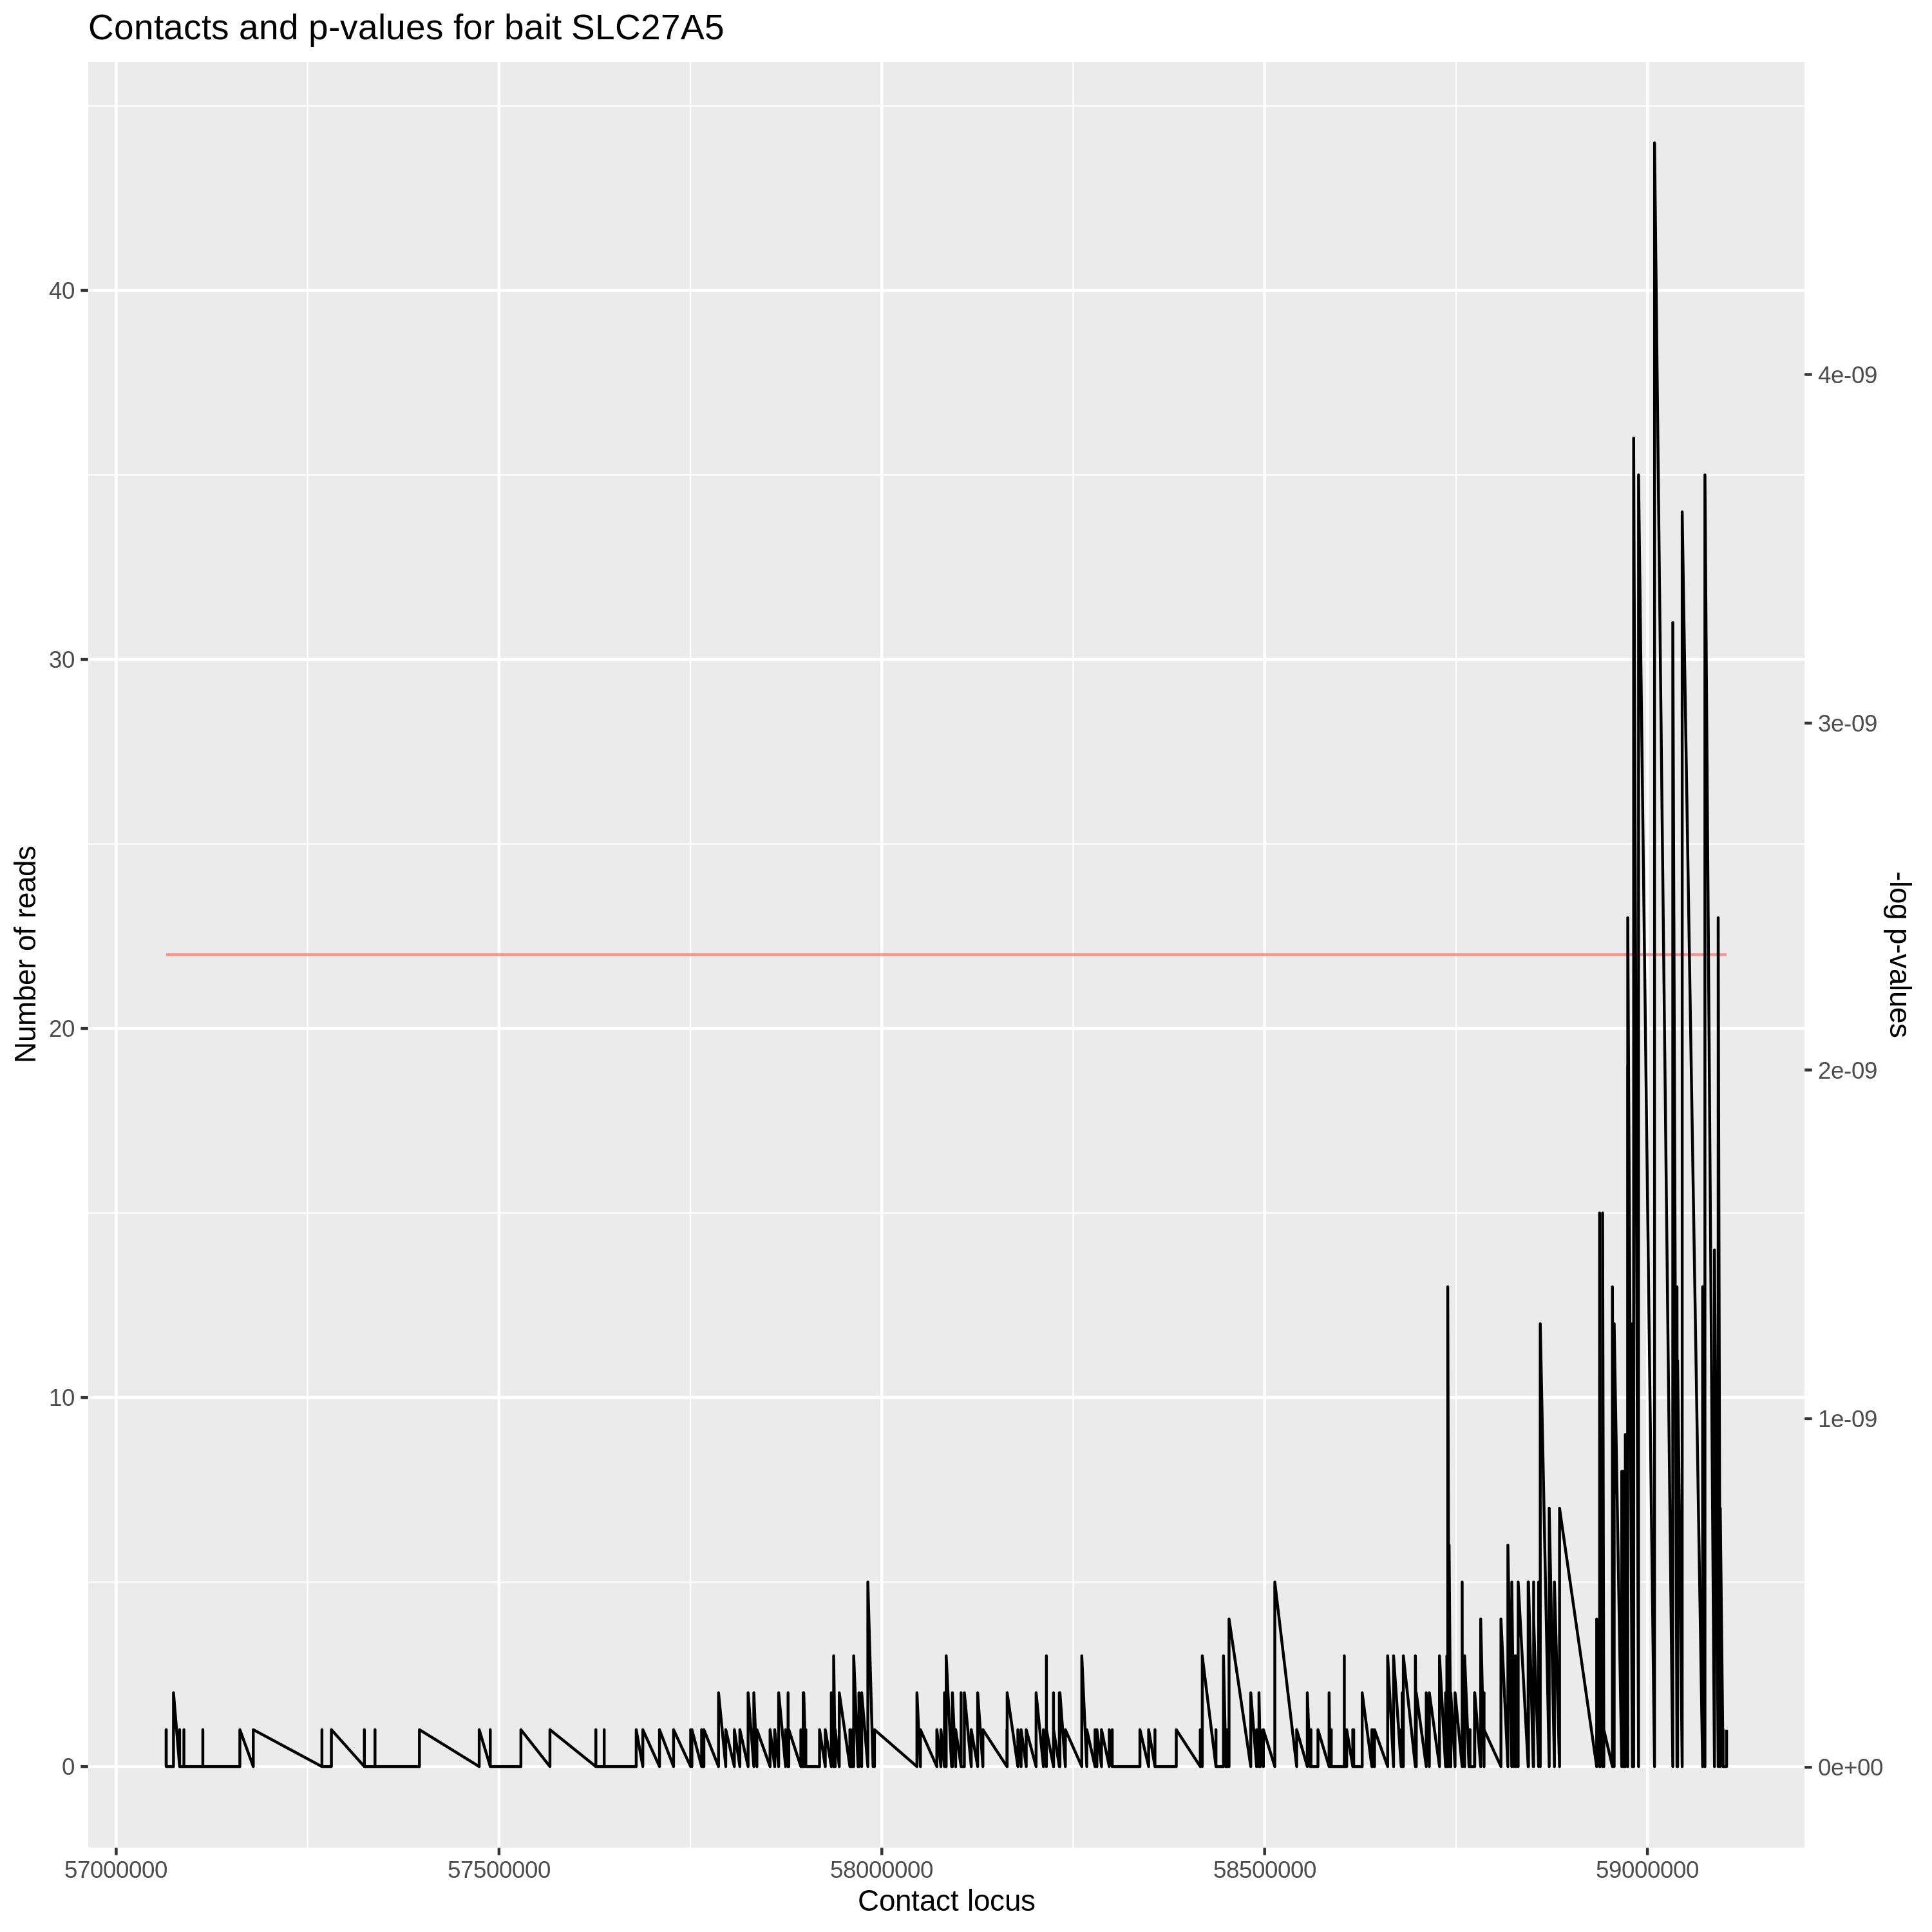 Contacts and p-values for bait SLC27A5
Number of reads
40
30
20
10
0
4e-09
3e-09
2e-09
1e-09
0e+00
-log p-values
57000000
57500000
58000000
58500000
59000000
Contact locus